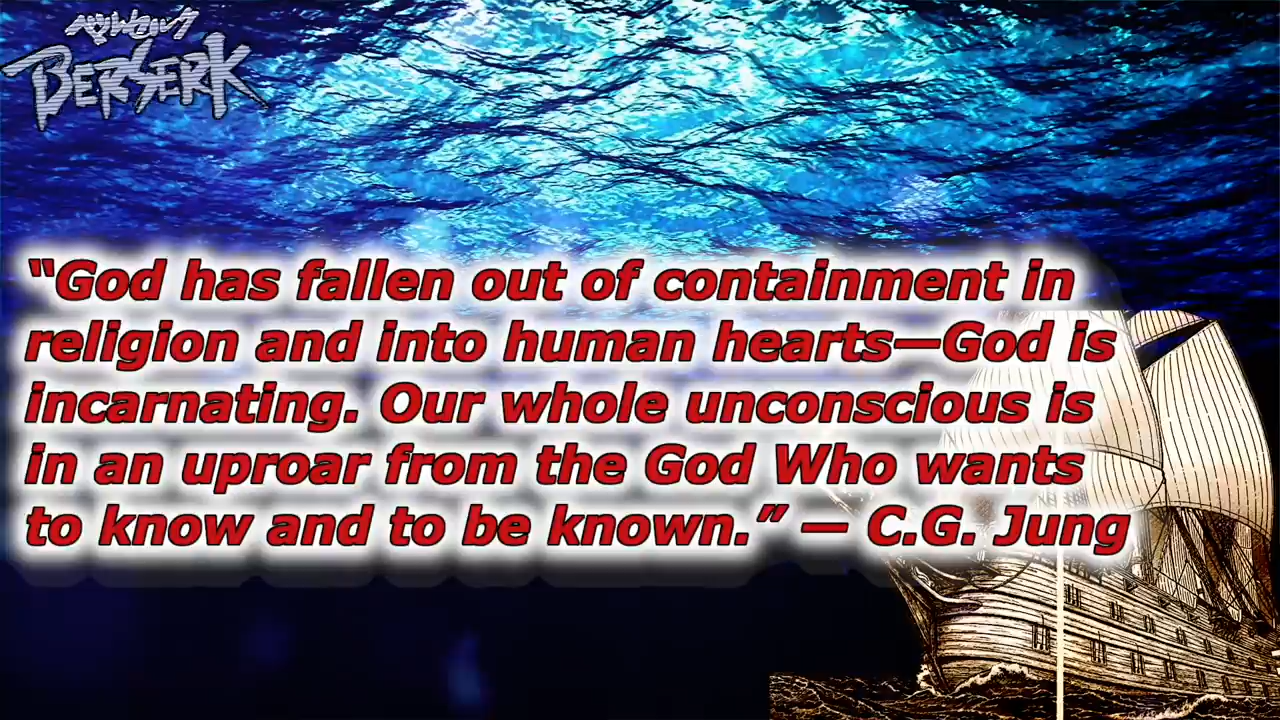 ベルセルク
BERSERK
“God has fallen out of containment in
religion and into human hearts—God is
incarnating. Our whole unconscious is
in an uproar from the God Who wants
to know and to be known.” — C.G. Jung